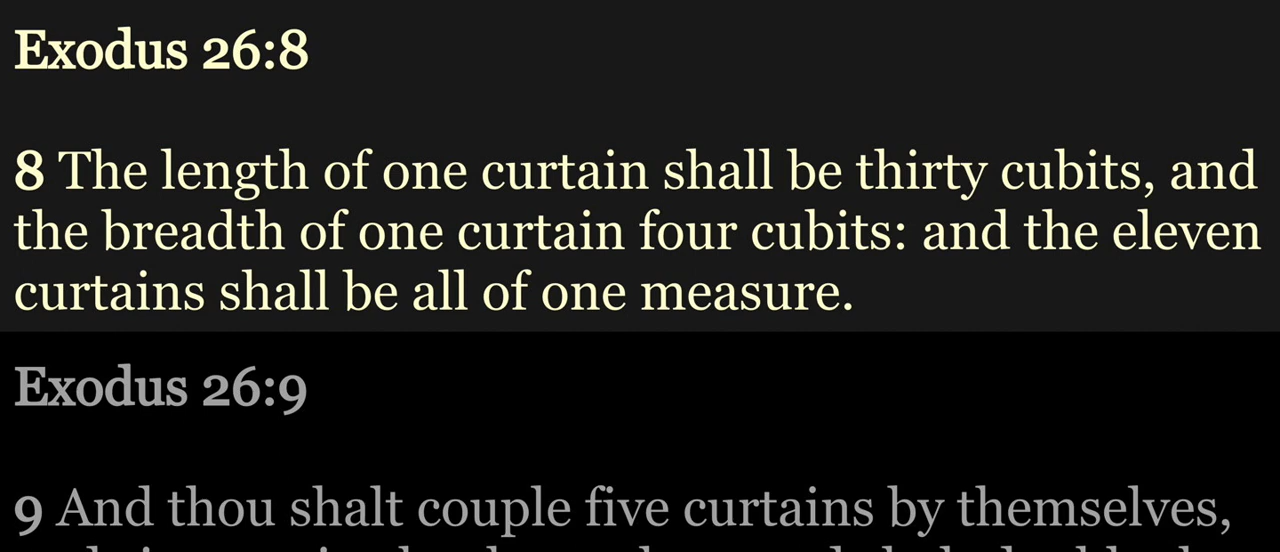 Exodus 26:8
8 The length of one curtain shall be thirty cubits, and
the breadth of one curtain four cubits: and the eleven
curtains shall be all of one measure.
Exodus 26:9
9 And thou shalt couple five curtains by themselves,